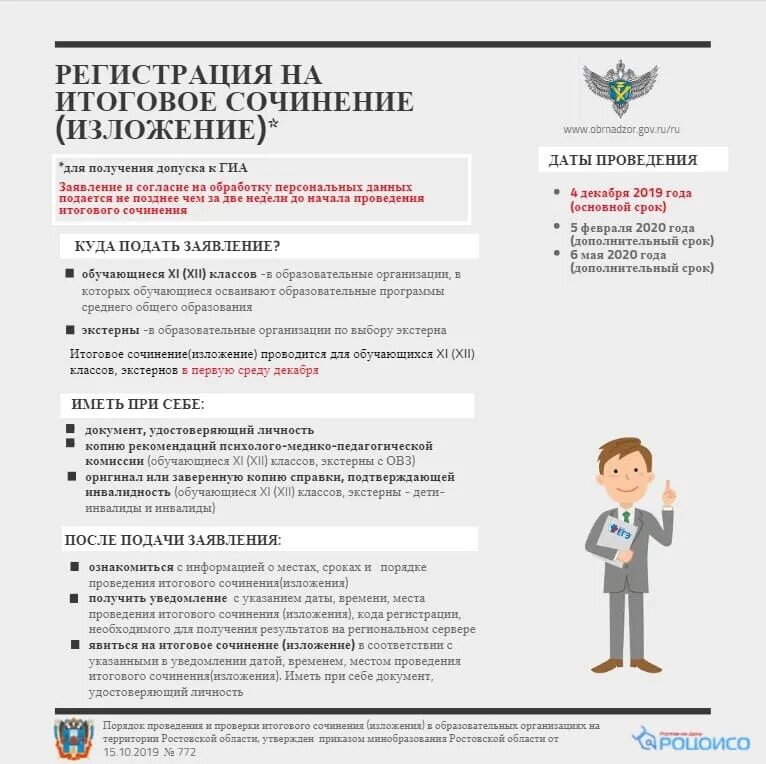 РЕГИСТРАЦИЯ НА
ИТОГОВОЕ СОЧИНЕНИЕ
(ИЗЛОЖЕНИЕ)*
*для получения допуска к ГИА
Заявление и согласие на обработку персональных данных
подается не позднее чем за две недели до начала проведения
итогового сочинения
КУДА ПОДАТЬ ЗАЯВЛЕНИЕ?
обучающиеся XI (XII) классов -в образовательные организации, в
которых обучающиеся осваивают образовательные программы
среднего общего образования
экстерны -в образовательные организации по выбору экстерна
Итоговое сочинение(изложение) проводится для обучающихся XI (XII)
классов, экстернов в первую среду декабря
ИМЕТЬ ПРИ СЕБЕ:
документ, удостоверяющий личность
копию рекомендаций психолого-медико-педагогической
комиссии (обучающиеся XI (XII) классов, экстерны с ОВЗ)
оригинал или заверенную копию справки, подтверждающей
инвалидность (обучающиеся XI (XII) классов, экстерны - дети-
инвалиды и инвалиды)
ПОСЛЕ ПОДАЧИ ЗАЯВЛЕНИЯ:
ознакомиться с информацией о местах, сроках и порядке
проведения итогового сочинения(изложения)
получить уведомление с указанием даты, времени, места
проведения итогового сочинения (изложения), кода регистрации,
необходимого для получения результатов на региональном сервере
явиться на итоговое сочинение (изложение) в соответствии с
указанными в уведомлении датой, временем, местом проведения
итогового сочинения(изложения). Иметь при себе документ,
удостоверяющий личность
www.obrnadzor.gov.ru/ru
ДАТЫ ПРОВЕДЕНИЯ
4 декабря 2019 года
(основной срок)
5 февраля 2020 года
(дополнительный срок)
6 мая 2020 года
(дополнительный срок)
ЕГЭ
Порядок проведения и проверки итогового сочинения (изложения) в образовательных организациях на
территории Ростовской области, утвержден приказом минобразования Ростовской области от
15.10.2019 № 772
Ростов-на-Дону
РОЦОИСО